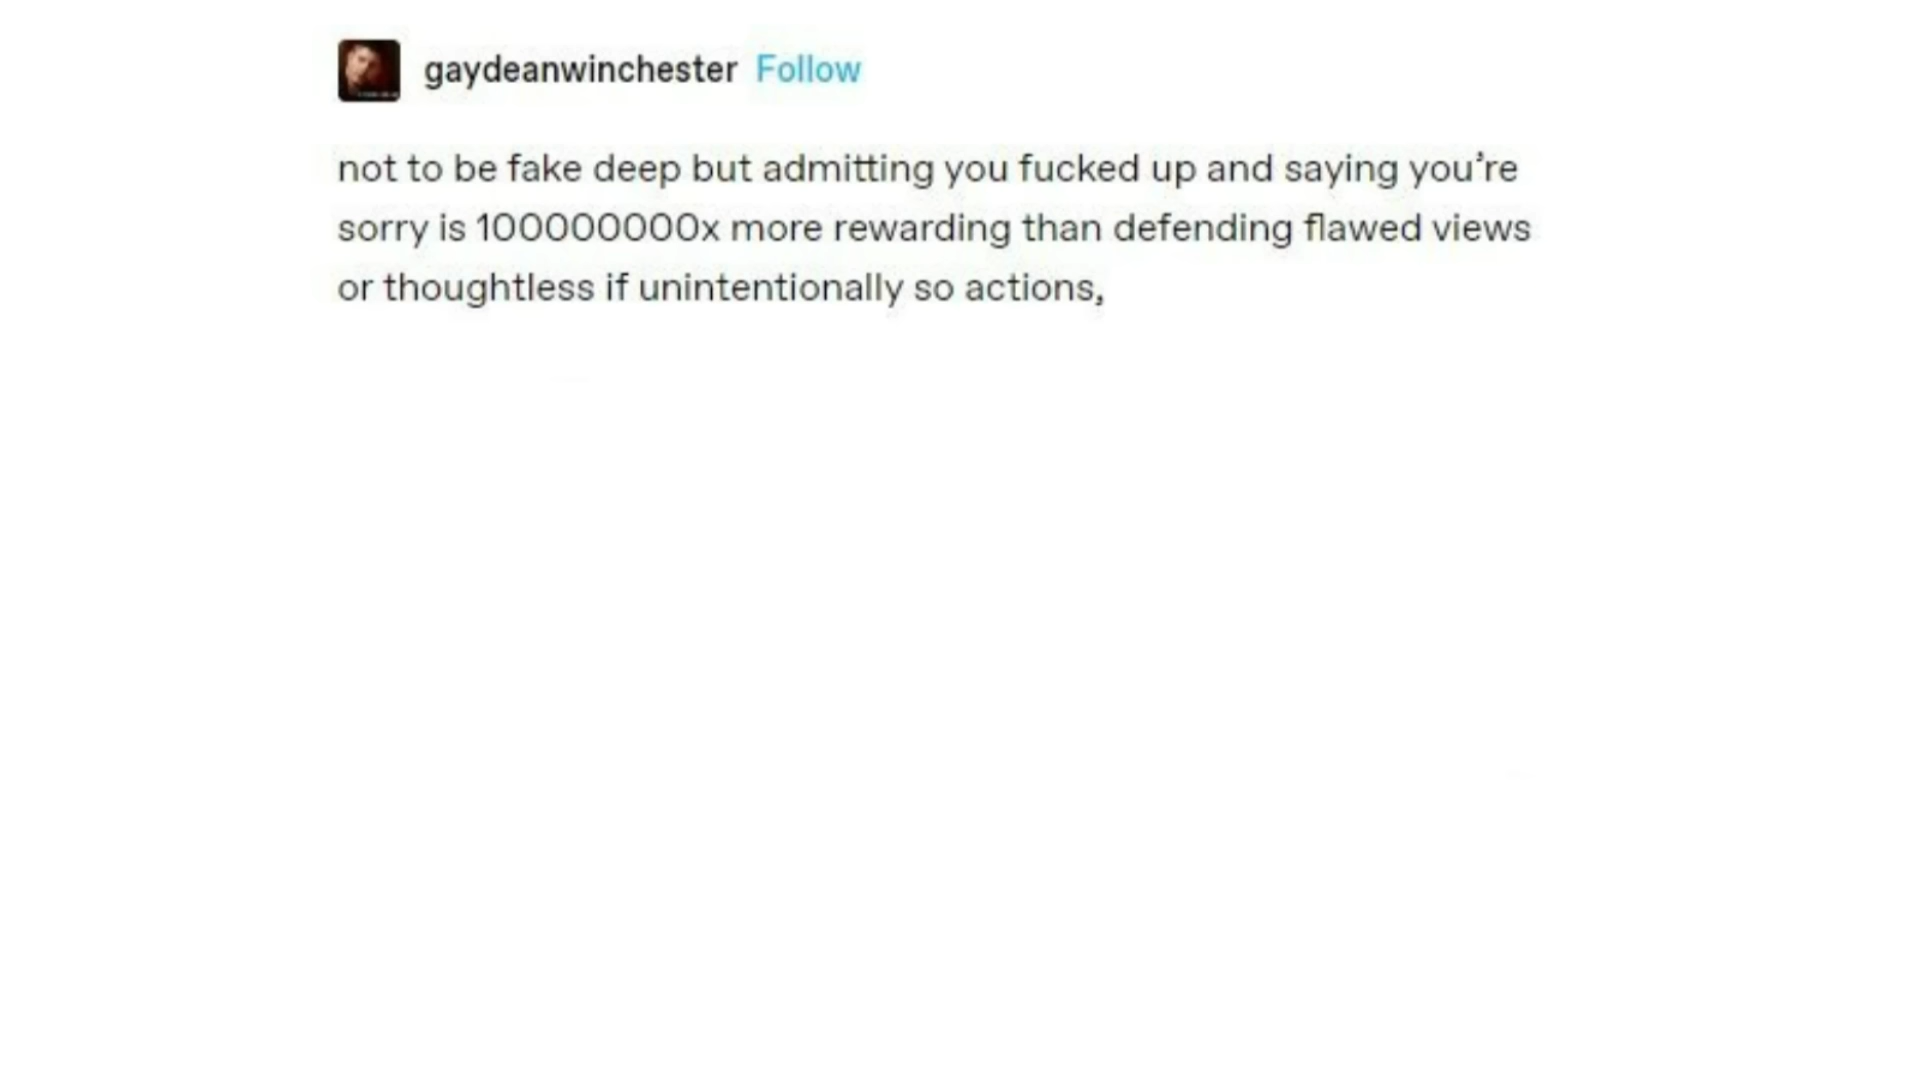 gaydeanwinchester Follow
not to be fake deep but admitting you fucked up and saying you’re
sorry is 100000000x more rewarding than defending flawed views
or thoughtless if unintentionally so actions,